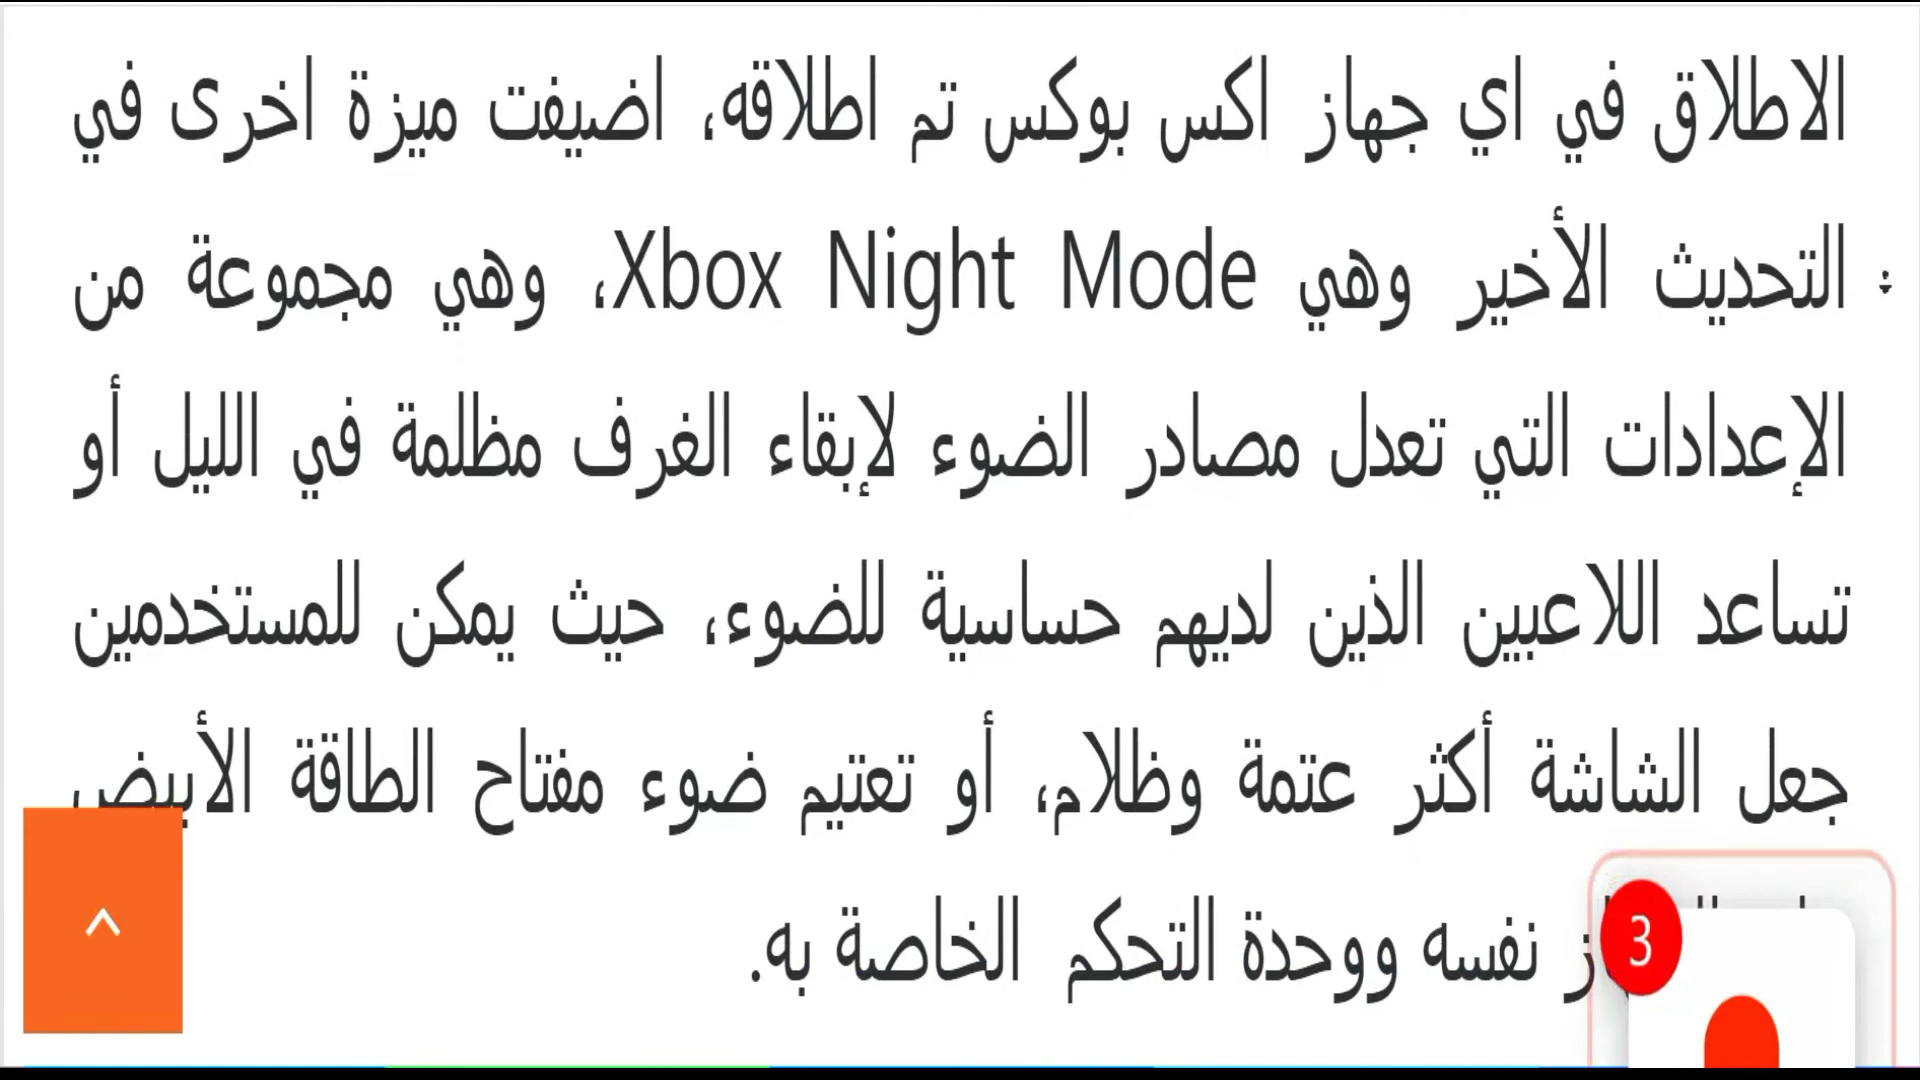 الاطلاق في اي جهاز اكس بوكس تم اطلاقه، اضيفت ميزة اخرى في
التحديث الأخير وهي Xbox Night Mode، وهي مجموعة من
الإعدادات التي تعدل مصادر الضوء لإبقاء الغرف مظلمة في الليل أو
تساعد اللاعبين الذين لديهم حساسية للضوء، حيث يمكن للمستخدمين
جعل الشاشة أكثر عتمة وظلام، أو تعتيم ضوء مفتاح الطاقة الأبيض
نفسه ووحدة التحكم الخاصة به.
3